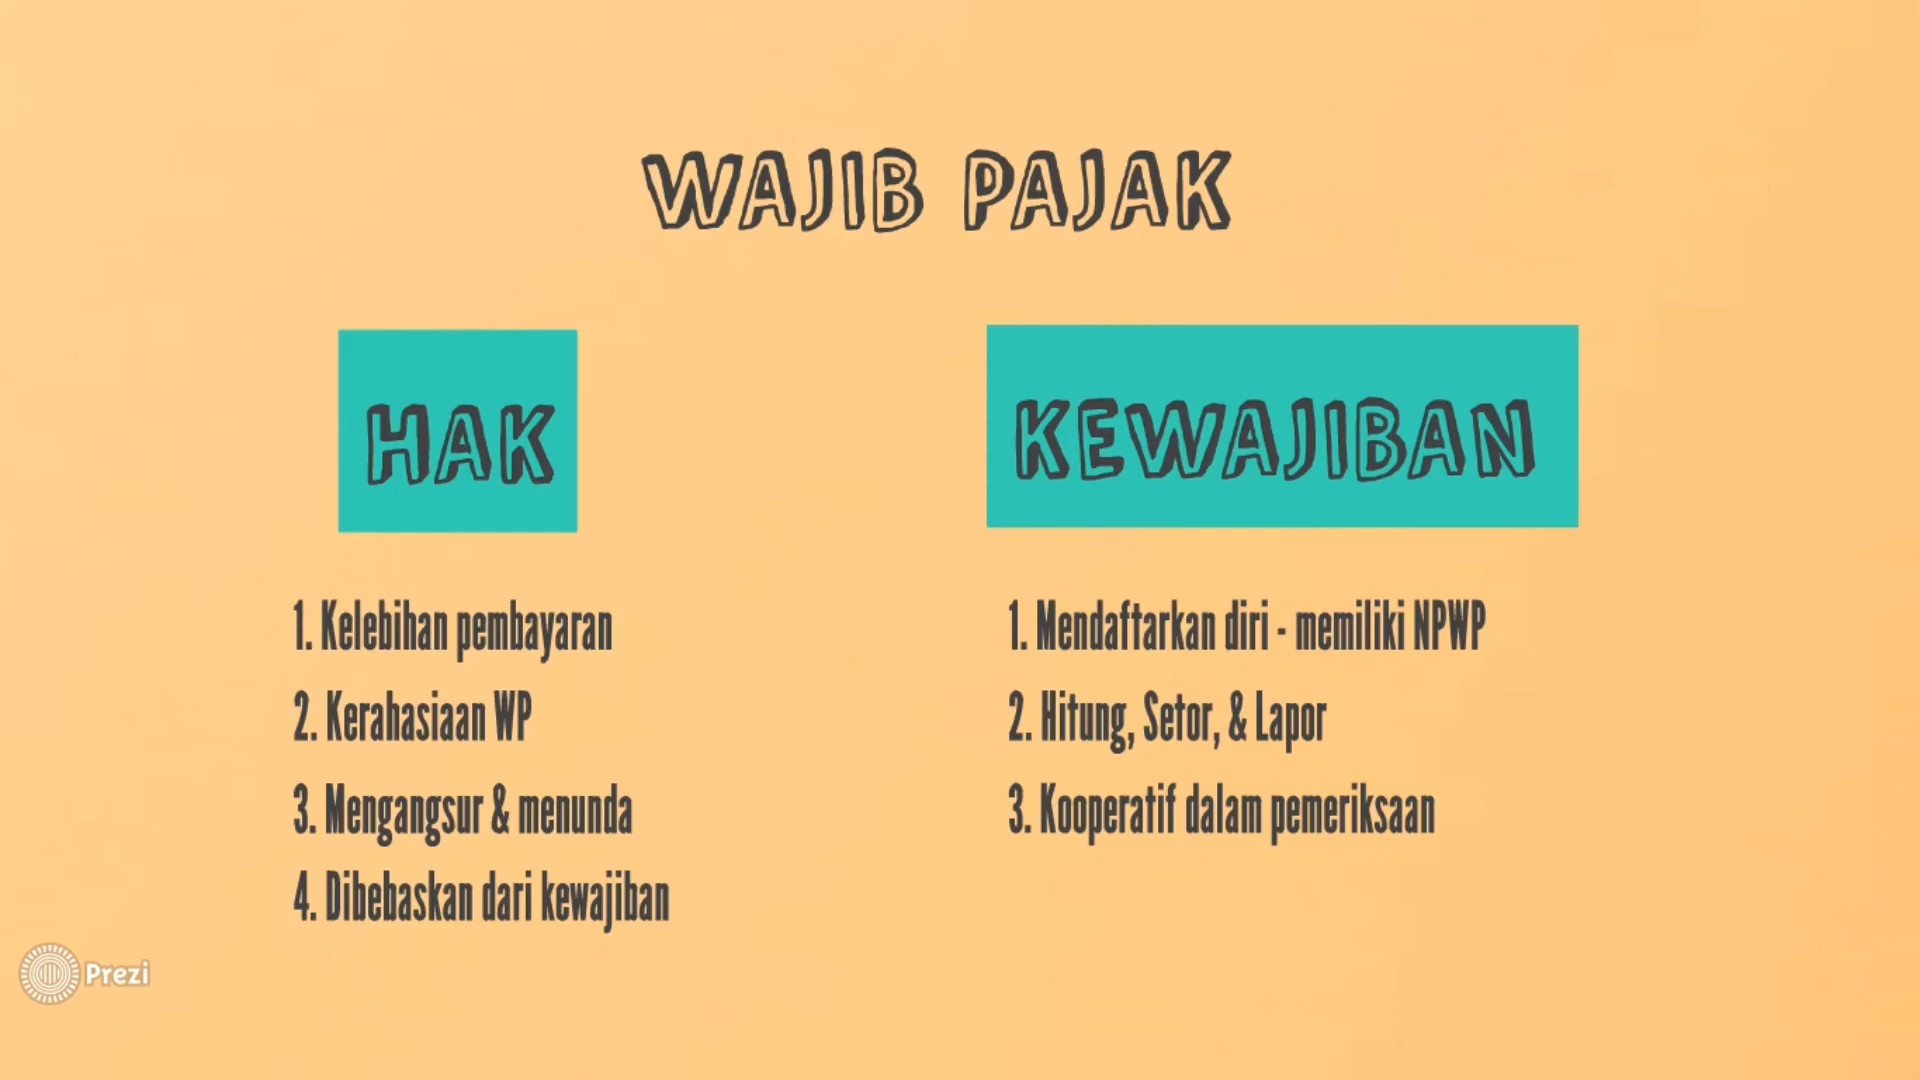 WAJIB PAJAK
HAK
1. Kelebihan pembayaran
2. Kerahasiaan WP
3. Mengangsur & menunda
4. Dibebaskan dari kewajiban
KEWAJIBAN
1. Mendaftarkan diri - memiliki NPWP
2. Hitung, Setor, & Lapor
3. Kooperatif dalam pemeriksaan
Prezi